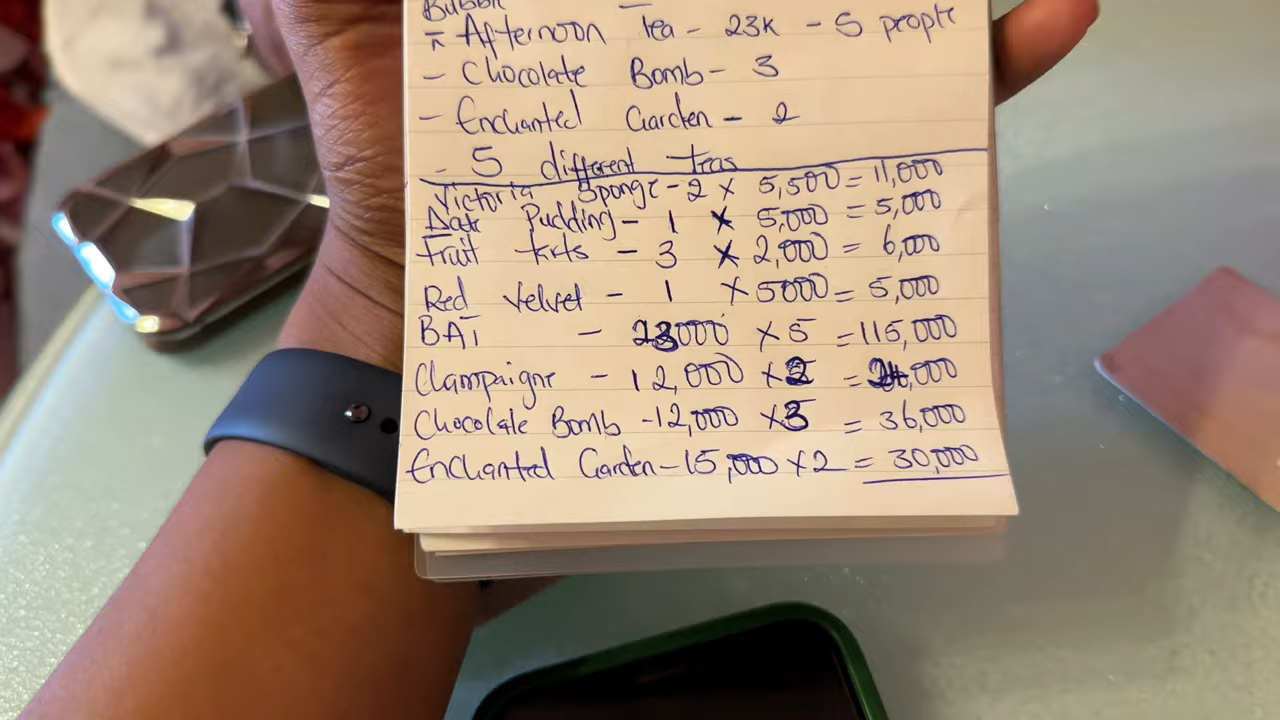 Bubbl
- Afternoon Tea - 23K - 5 people
- Chocolate Bomb - 3
- Enchanted Garden - 2
- 5 different teas
Victoria Sponge - 2 x 5,500 = 11,000
Date Pudding - 1 x 5,000 = 5,000
Fruit tarts - 3 x 2,000 = 6,000
Red Velvet - 1 x 5000 = 5,000
BAT - 23000 x 5 = 115,000
Champaigne - 12,000 x 2 = 24,000
Chocolate Bomb - 12,000 x 3 = 36,000
Enchanted Garden - 15,000 x 2 = 30,000